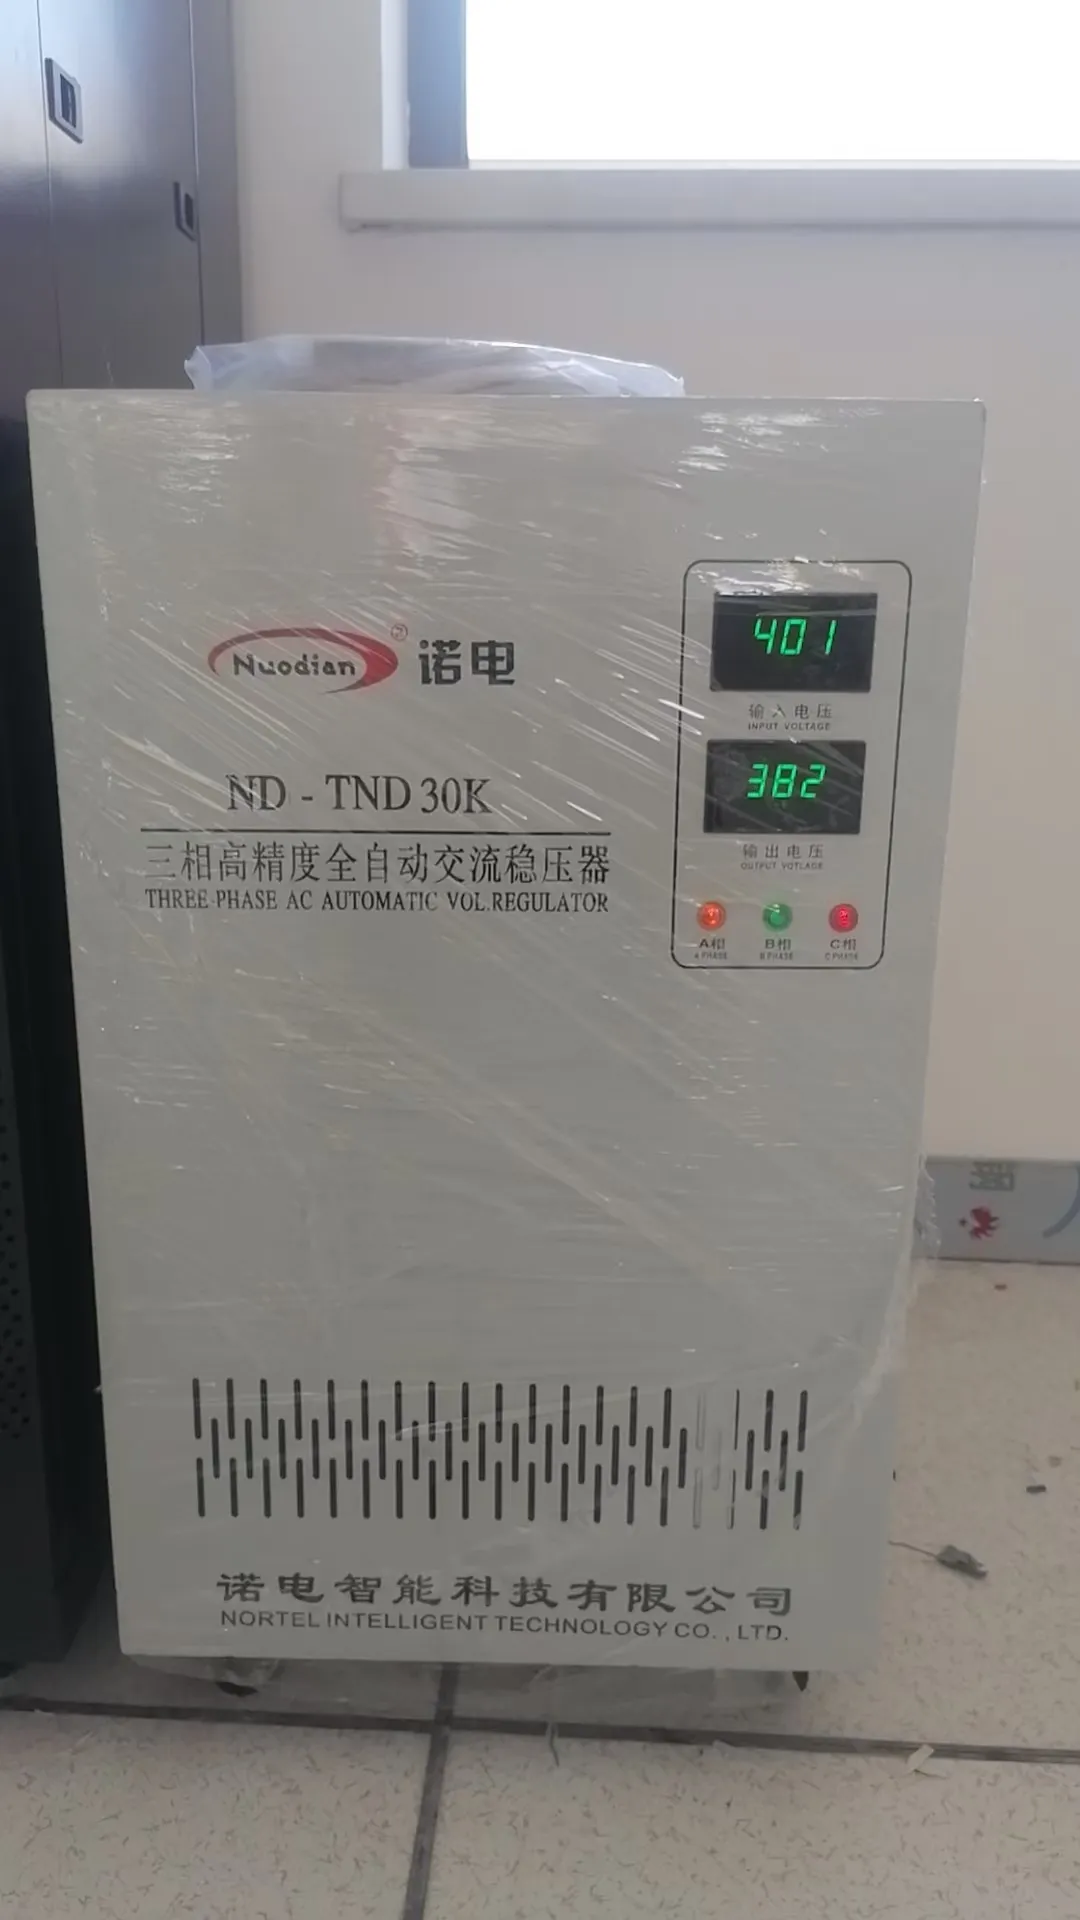 Nuodian® 诺电
ND - TND 30K
三相高精度全自动交流稳压器
THREE-PHASE AC AUTOMATIC VOL.REGULATOR
401
输入电压
INPUT VOLTAGE
382
输出电压
OUTPUT VOTLAGE
A相 B相 C相
A PHASE B PHASE C PHASE
诺电智能科技有限公司
NORTEL INTELLIGENT TECHNOLOGY CO.,LTD.